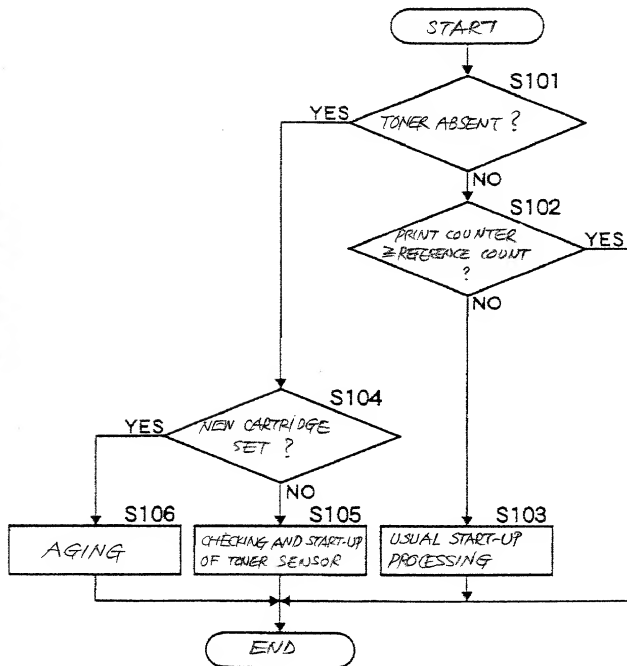 START
S101
YES
TONER ABSENT ?
NO
S102
PRINT COUNTER
≥REFERENCE COUNT
?
YES
NO
S104
YES
NEW CARTRIDGE
SET ?
NO
S106
S105
S103
AGING
CHECKING AND START-UP
OF TONER SENSOR
USUAL START-UP
PROCESSING
END